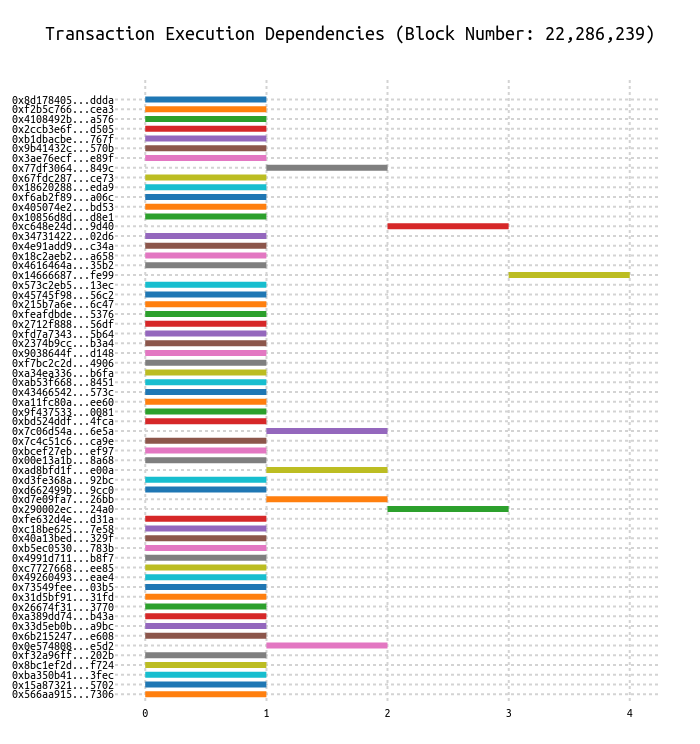 Transaction Execution Dependencies (Block Number: 22,286,239)
0x8d178405...ddda
0xf2b5c766...cea3
0x4108492b...a576
0x2ccb3e6f...d505
0xb1dbacbe...767f
0x9b41432c...570b
0x3ae76ecf...e89f
0x77df3064...849c
0x67fdc287...ce73
0x18620288...eda9
0xf6ab2f89...a06c
0x405074e2...bd53
0x10856d8d...d8e1
0xc648e24d...9d40
0x34731422...02d6
0x4e91add9...c34a
0x18c2aeb2...a658
0x4616464a...35b2
0x14666687...fe99
0x573c2eb5...13ec
0x45745f98...56c2
0x215b7a6e...6c47
0xfeafdbde...5376
0x2712f888...56df
0xfd7a7343...5b64
0x2374b9cc...b3a4
0x9038644f...d148
0xf7bc2c2d...4906
0xa34ea336...b6fa
0xab53f668...8451
0x43466542...573c
0xa11fc80a...ee60
0x9f437533...0081
0xbd524ddf...4fca
0x7c06d54a...6e5a
0x7c4c51c6...ca9e
0xbcef27eb...ef97
0x00e13a1b...8a68
0xad8bfd1f...e00a
0xd3fe368a...92bc
0xd662499b...9cc0
0xd7e09fa7...26bb
0x290002ec...24a0
0xfe632d4e...d31a
0xc18be625...7e58
0x40a13bed...329f
0xb5ec0530...783b
0x4991d711...b8f7
0xc7727668...ee85
0x49260493...eae4
0x73549fee...03b5
0x31d5bf91...31fd
0x26674f31...3770
0xa389dd74...b43a
0x33d5eb0b...a9bc
0x6b215247...e608
0x0e574808...e5d2
0xf32a96ff...202b
0x8bc1ef2d...f724
0xba350b41...3fec
0x15a87321...5702
0x566aa915...7306
0 1 2 3 4